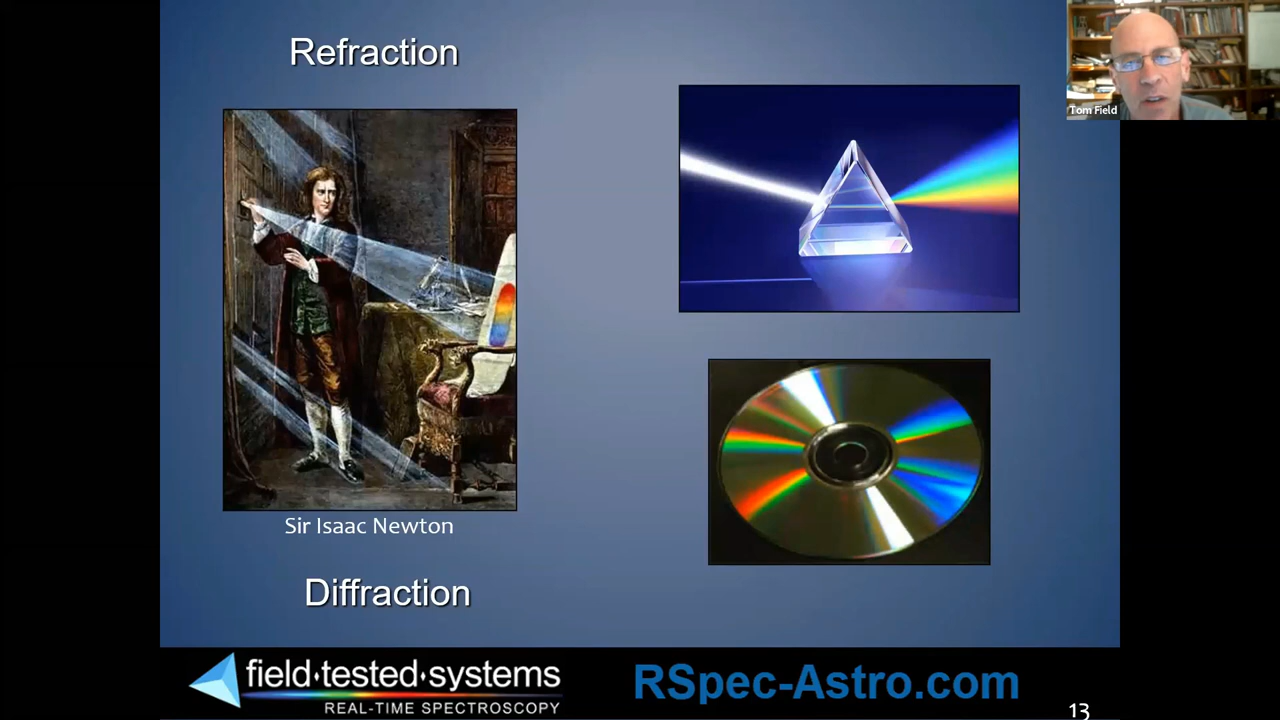 Refraction
Tom Field
Sir Isaac Newton
Diffraction
field·tested·systems
REAL-TIME SPECTROSCOPY
RSpec-Astro.com
13